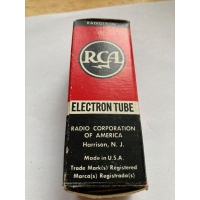 RCA
ELECTRON TUBE
RADIO CORPORATION
OF AMERICA
Harrison, N. J.
Made in U.S.A.
Trade Mark(s) Registered
Marca(s) Registrada(s)